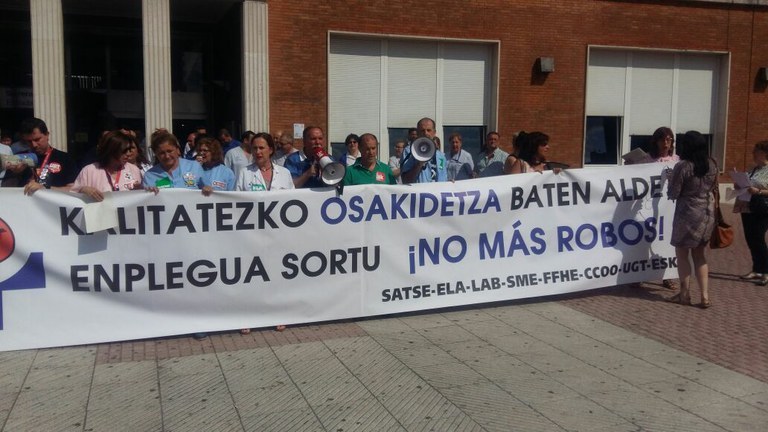 KALITATEZKO OSAKIDETZA BATEN ALDE
ENPLEGUA SORTU ¡NO MÁS ROBOS!
SATSE-ELA-LAB-SME-FFHE-CCOO-UGT-ESK